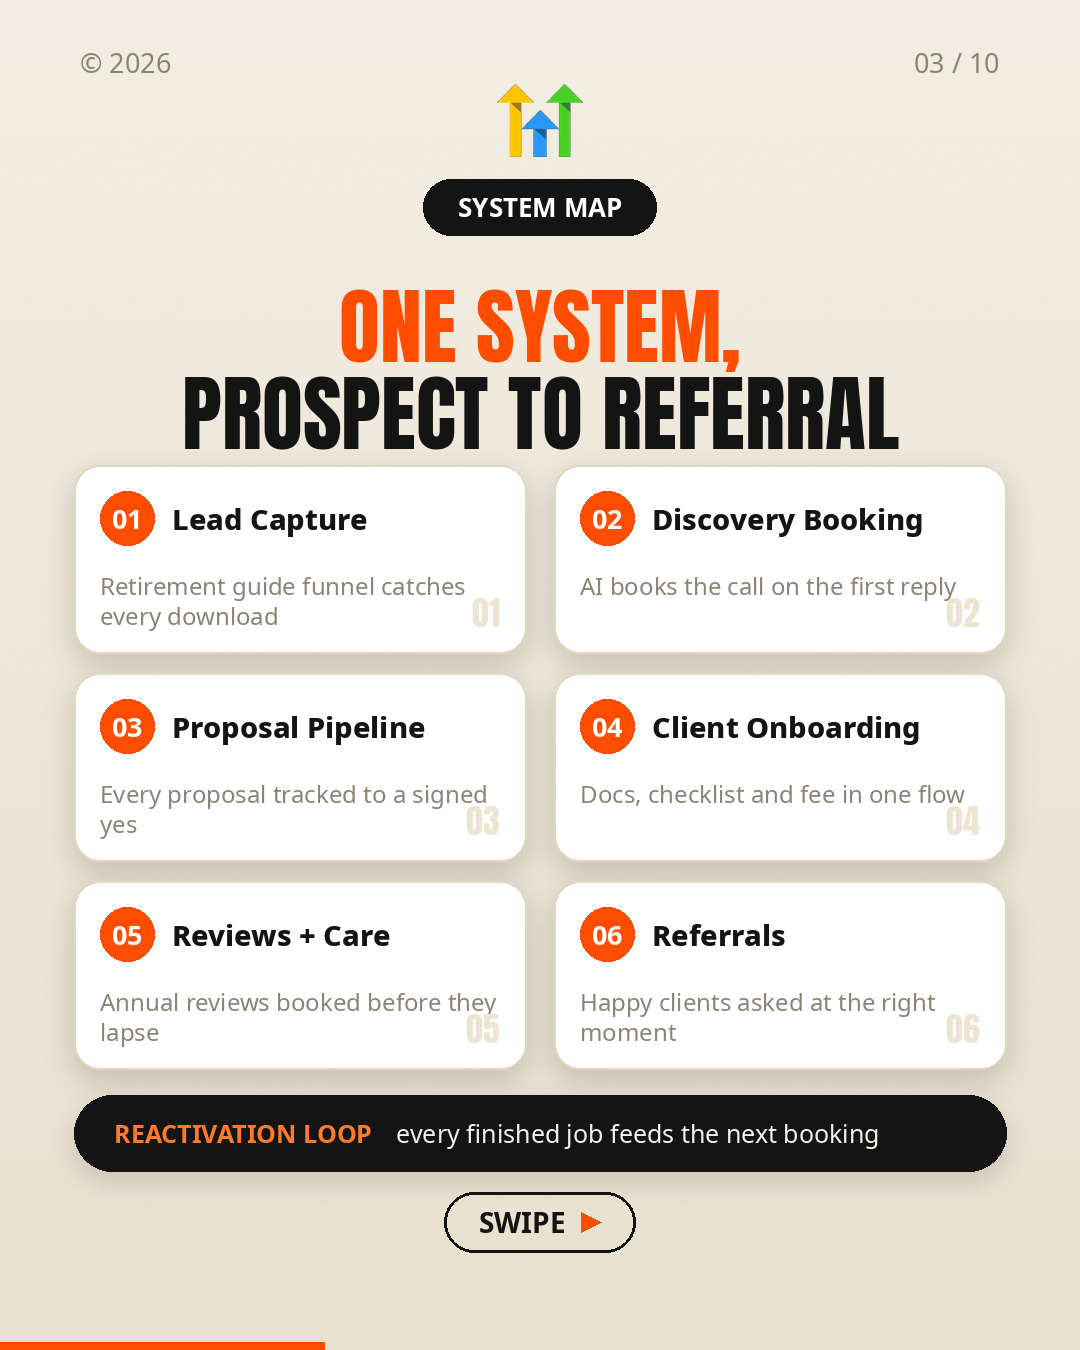 © 2026
03 / 10
SYSTEM MAP
ONE SYSTEM,
PROSPECT TO REFERRAL
01 Lead Capture
Retirement guide funnel catches
every download
01
02 Discovery Booking
AI books the call on the first reply
02
03 Proposal Pipeline
Every proposal tracked to a signed
yes
03
04 Client Onboarding
Docs, checklist and fee in one flow
04
05 Reviews + Care
Annual reviews booked before they
lapse
05
06 Referrals
Happy clients asked at the right
moment
06
REACTIVATION LOOP every finished job feeds the next booking
SWIPE ▶